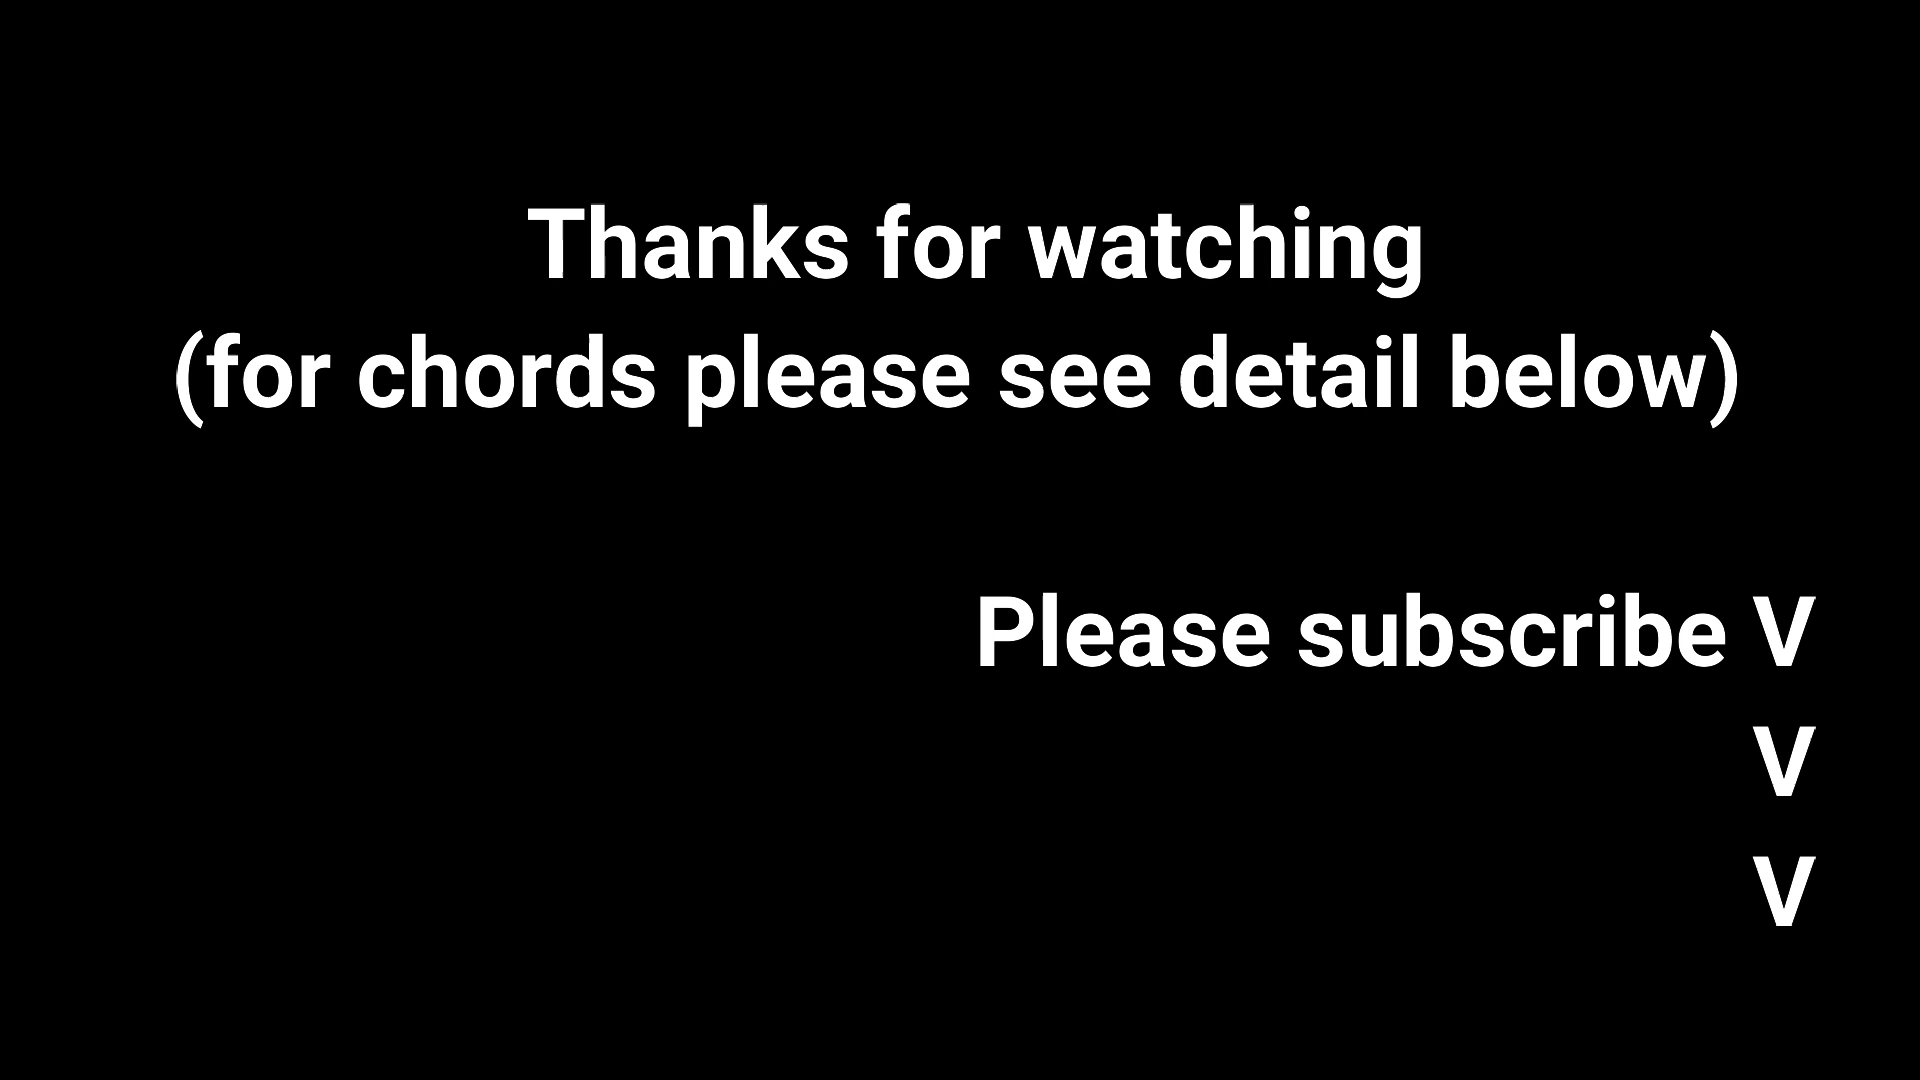 Thanks for watching
(for chords please see detail below)
Please subscribe V
V
V